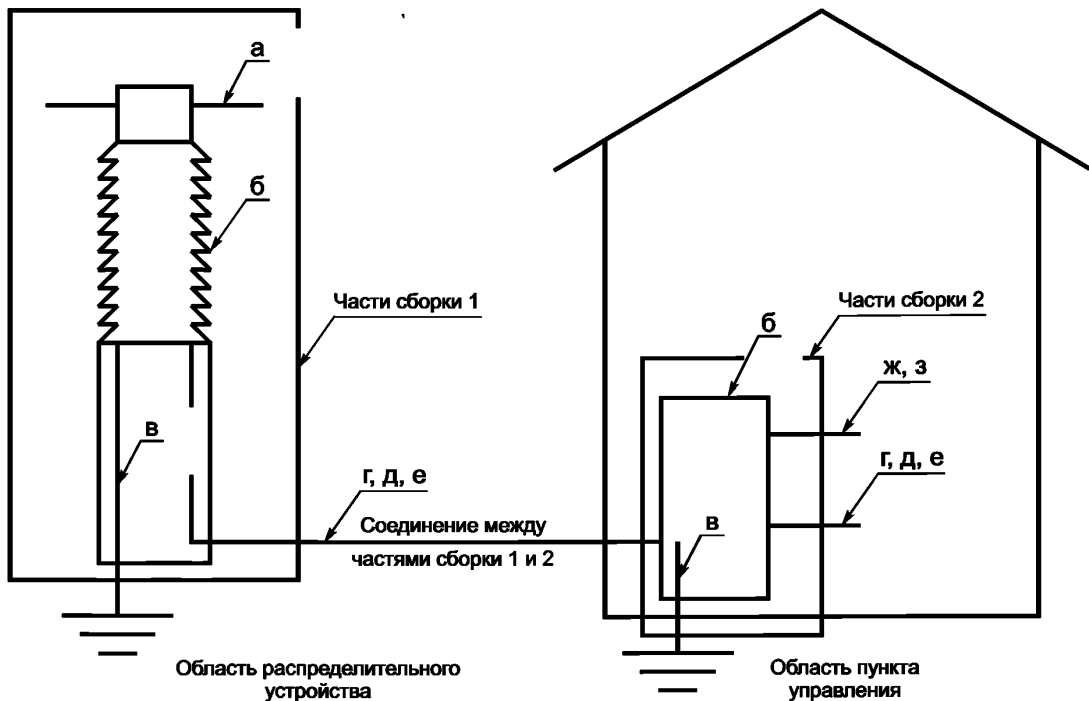 а
б
Части сборки 1
в
г, д, е
Соединение между
частями сборки 1 и 2
Область распределительного
устройства
Части сборки 2
б
ж, з
г, д, е
в
Область пункта
управления